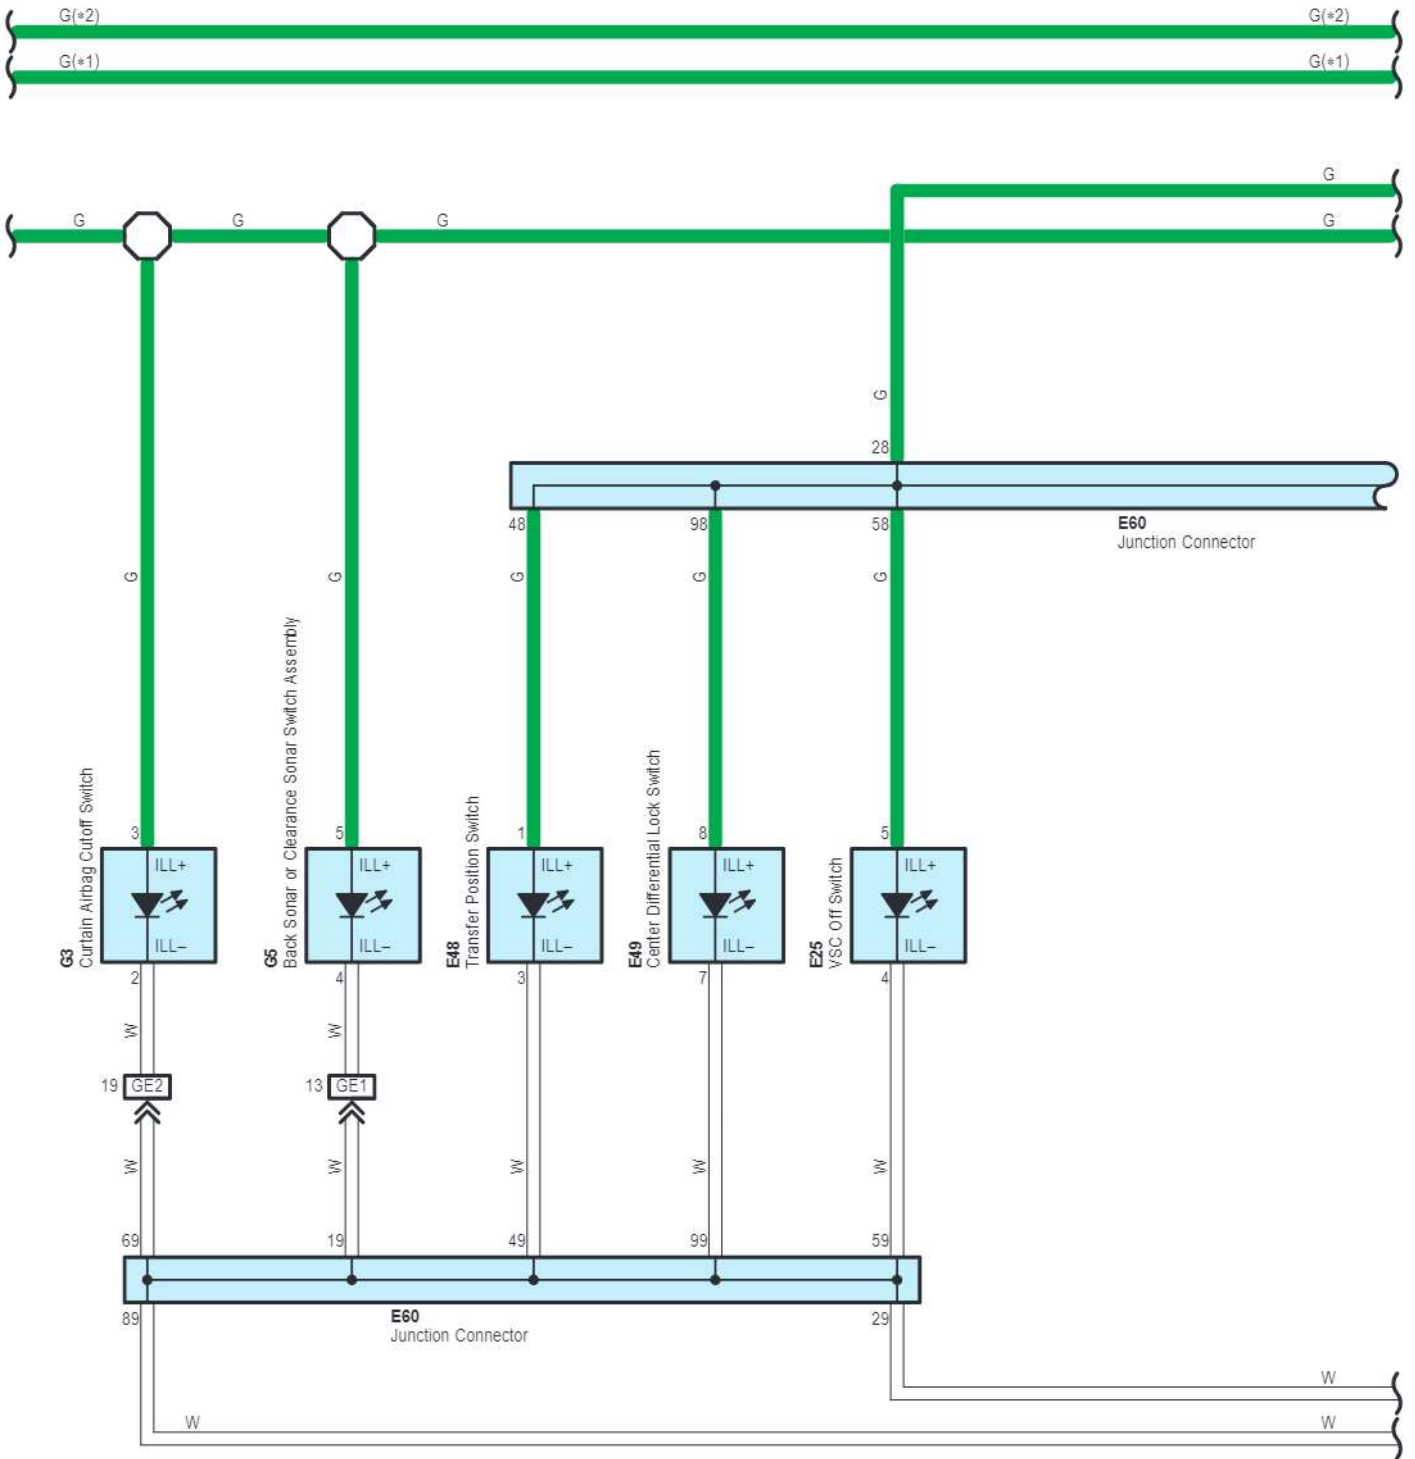 G(*2)
G(*2)
G(*1)
G(*1)
G
G
G
G
G
G
28
48
98
58
E60
Junction Connector
G
G
G
G
G
G3
Curtain Airbag Cutoff Switch
G5
Back Sonar or Clearance Sonar Switch Assembly
E48
Transfer Position Switch
E49
Center Differential Lock Switch
E25
VSC Off Switch
3
5
1
8
5
ILL+
ILL+
ILL+
ILL+
ILL+
ILL–
ILL–
ILL–
ILL–
ILL–
2
4
3
7
4
W
W
19
GE2
13
GE1
W
W
W
W
W
69
19
49
99
59
89
E60
Junction Connector
29
W
W
W